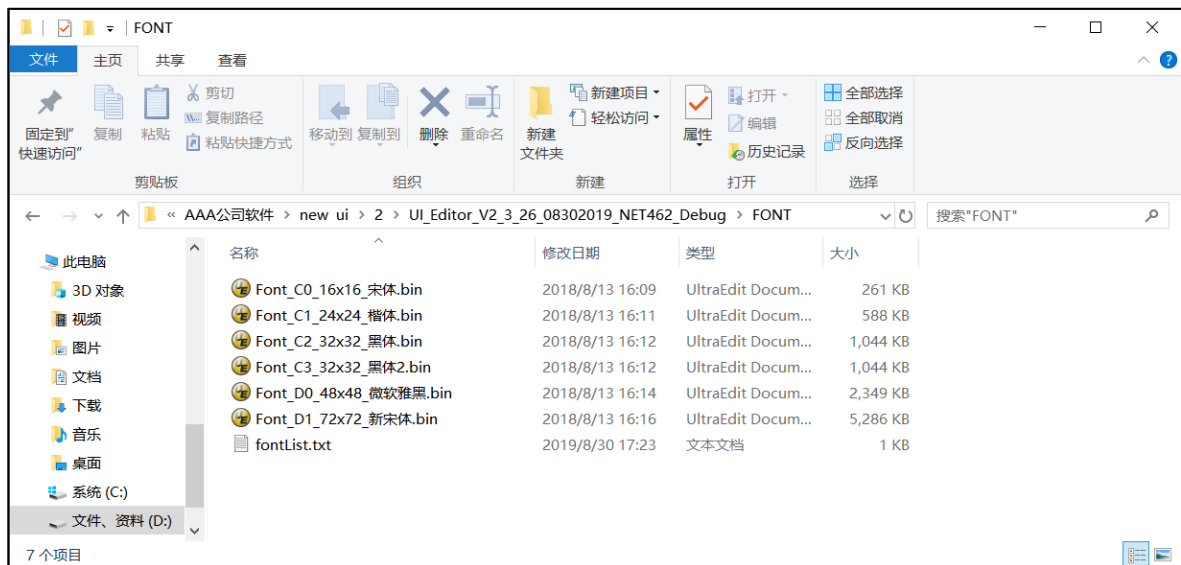 FONT
文件 主页 共享 查看
固定到"快速访问" 复制 粘贴 剪切 复制路径 粘贴快捷方式 移动到 复制到 删除 重命名 新建文件夹 新建项目 轻松访问 属性 打开 编辑 历史记录 全部选择 全部取消 反向选择
剪贴板 组织 新建 打开 选择
« AAA公司软件 > new ui > 2 > UI_Editor_V2_3_26_08302019_NET462_Debug > FONT 搜索"FONT"
名称 修改日期 类型 大小
此电脑
3D 对象
视频
图片
文档
下载
音乐
桌面
系统 (C:)
文件、资料 (D:)
Font_C0_16x16_宋体.bin 2018/8/13 16:09 UltraEdit Docum... 261 KB
Font_C1_24x24_楷体.bin 2018/8/13 16:11 UltraEdit Docum... 588 KB
Font_C2_32x32_黑体.bin 2018/8/13 16:12 UltraEdit Docum... 1,044 KB
Font_C3_32x32_黑体2.bin 2018/8/13 16:12 UltraEdit Docum... 1,044 KB
Font_D0_48x48_微软雅黑.bin 2018/8/13 16:14 UltraEdit Docum... 2,349 KB
Font_D1_72x72_新宋体.bin 2018/8/13 16:16 UltraEdit Docum... 5,286 KB
fontList.txt 2019/8/30 17:23 文本文档 1 KB
7 个项目